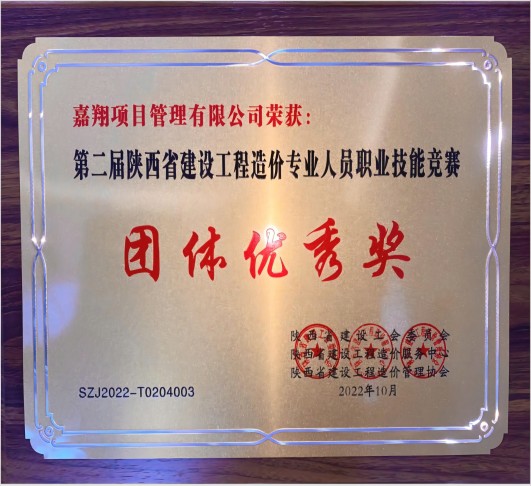 嘉翔项目管理有限公司荣获：
第二届陕西省建设工程造价专业人员职业技能竞赛
团体优秀奖
陕西省建设工会委员会
陕西省建设工程造价服务中心
SZJ2022-T0204003
陕西省建设工程造价管理协会
2022年10月